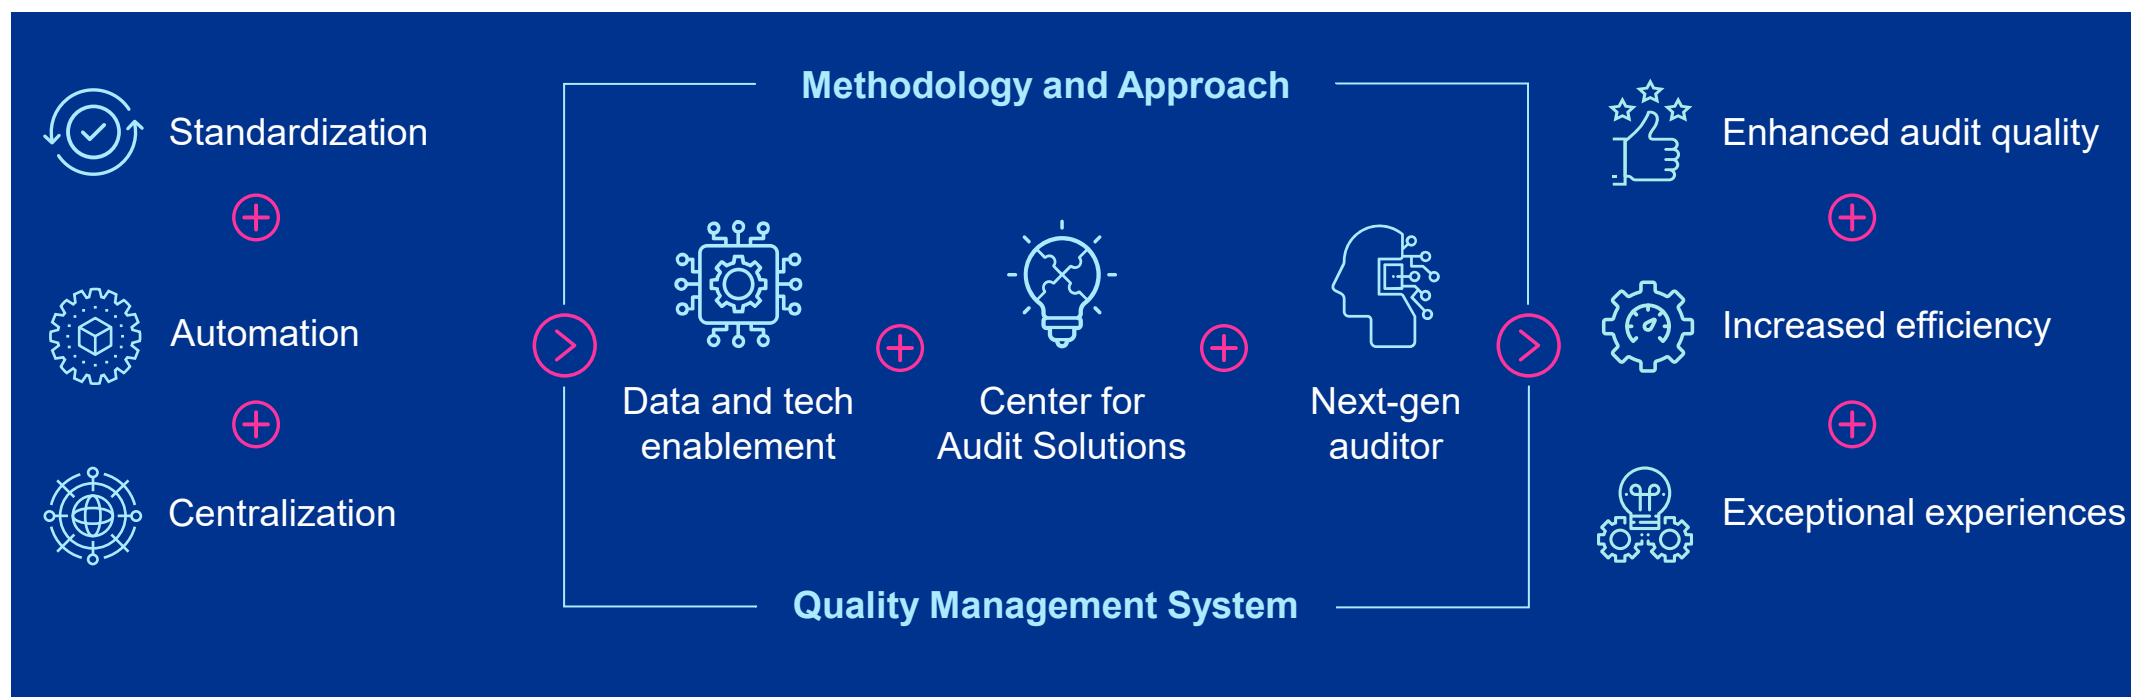 Standardization
Automation
Centralization
Methodology and Approach
Data and tech
enablement
Center for
Audit Solutions
Next-gen
auditor
Quality Management System
Enhanced audit quality
Increased efficiency
Exceptional experiences